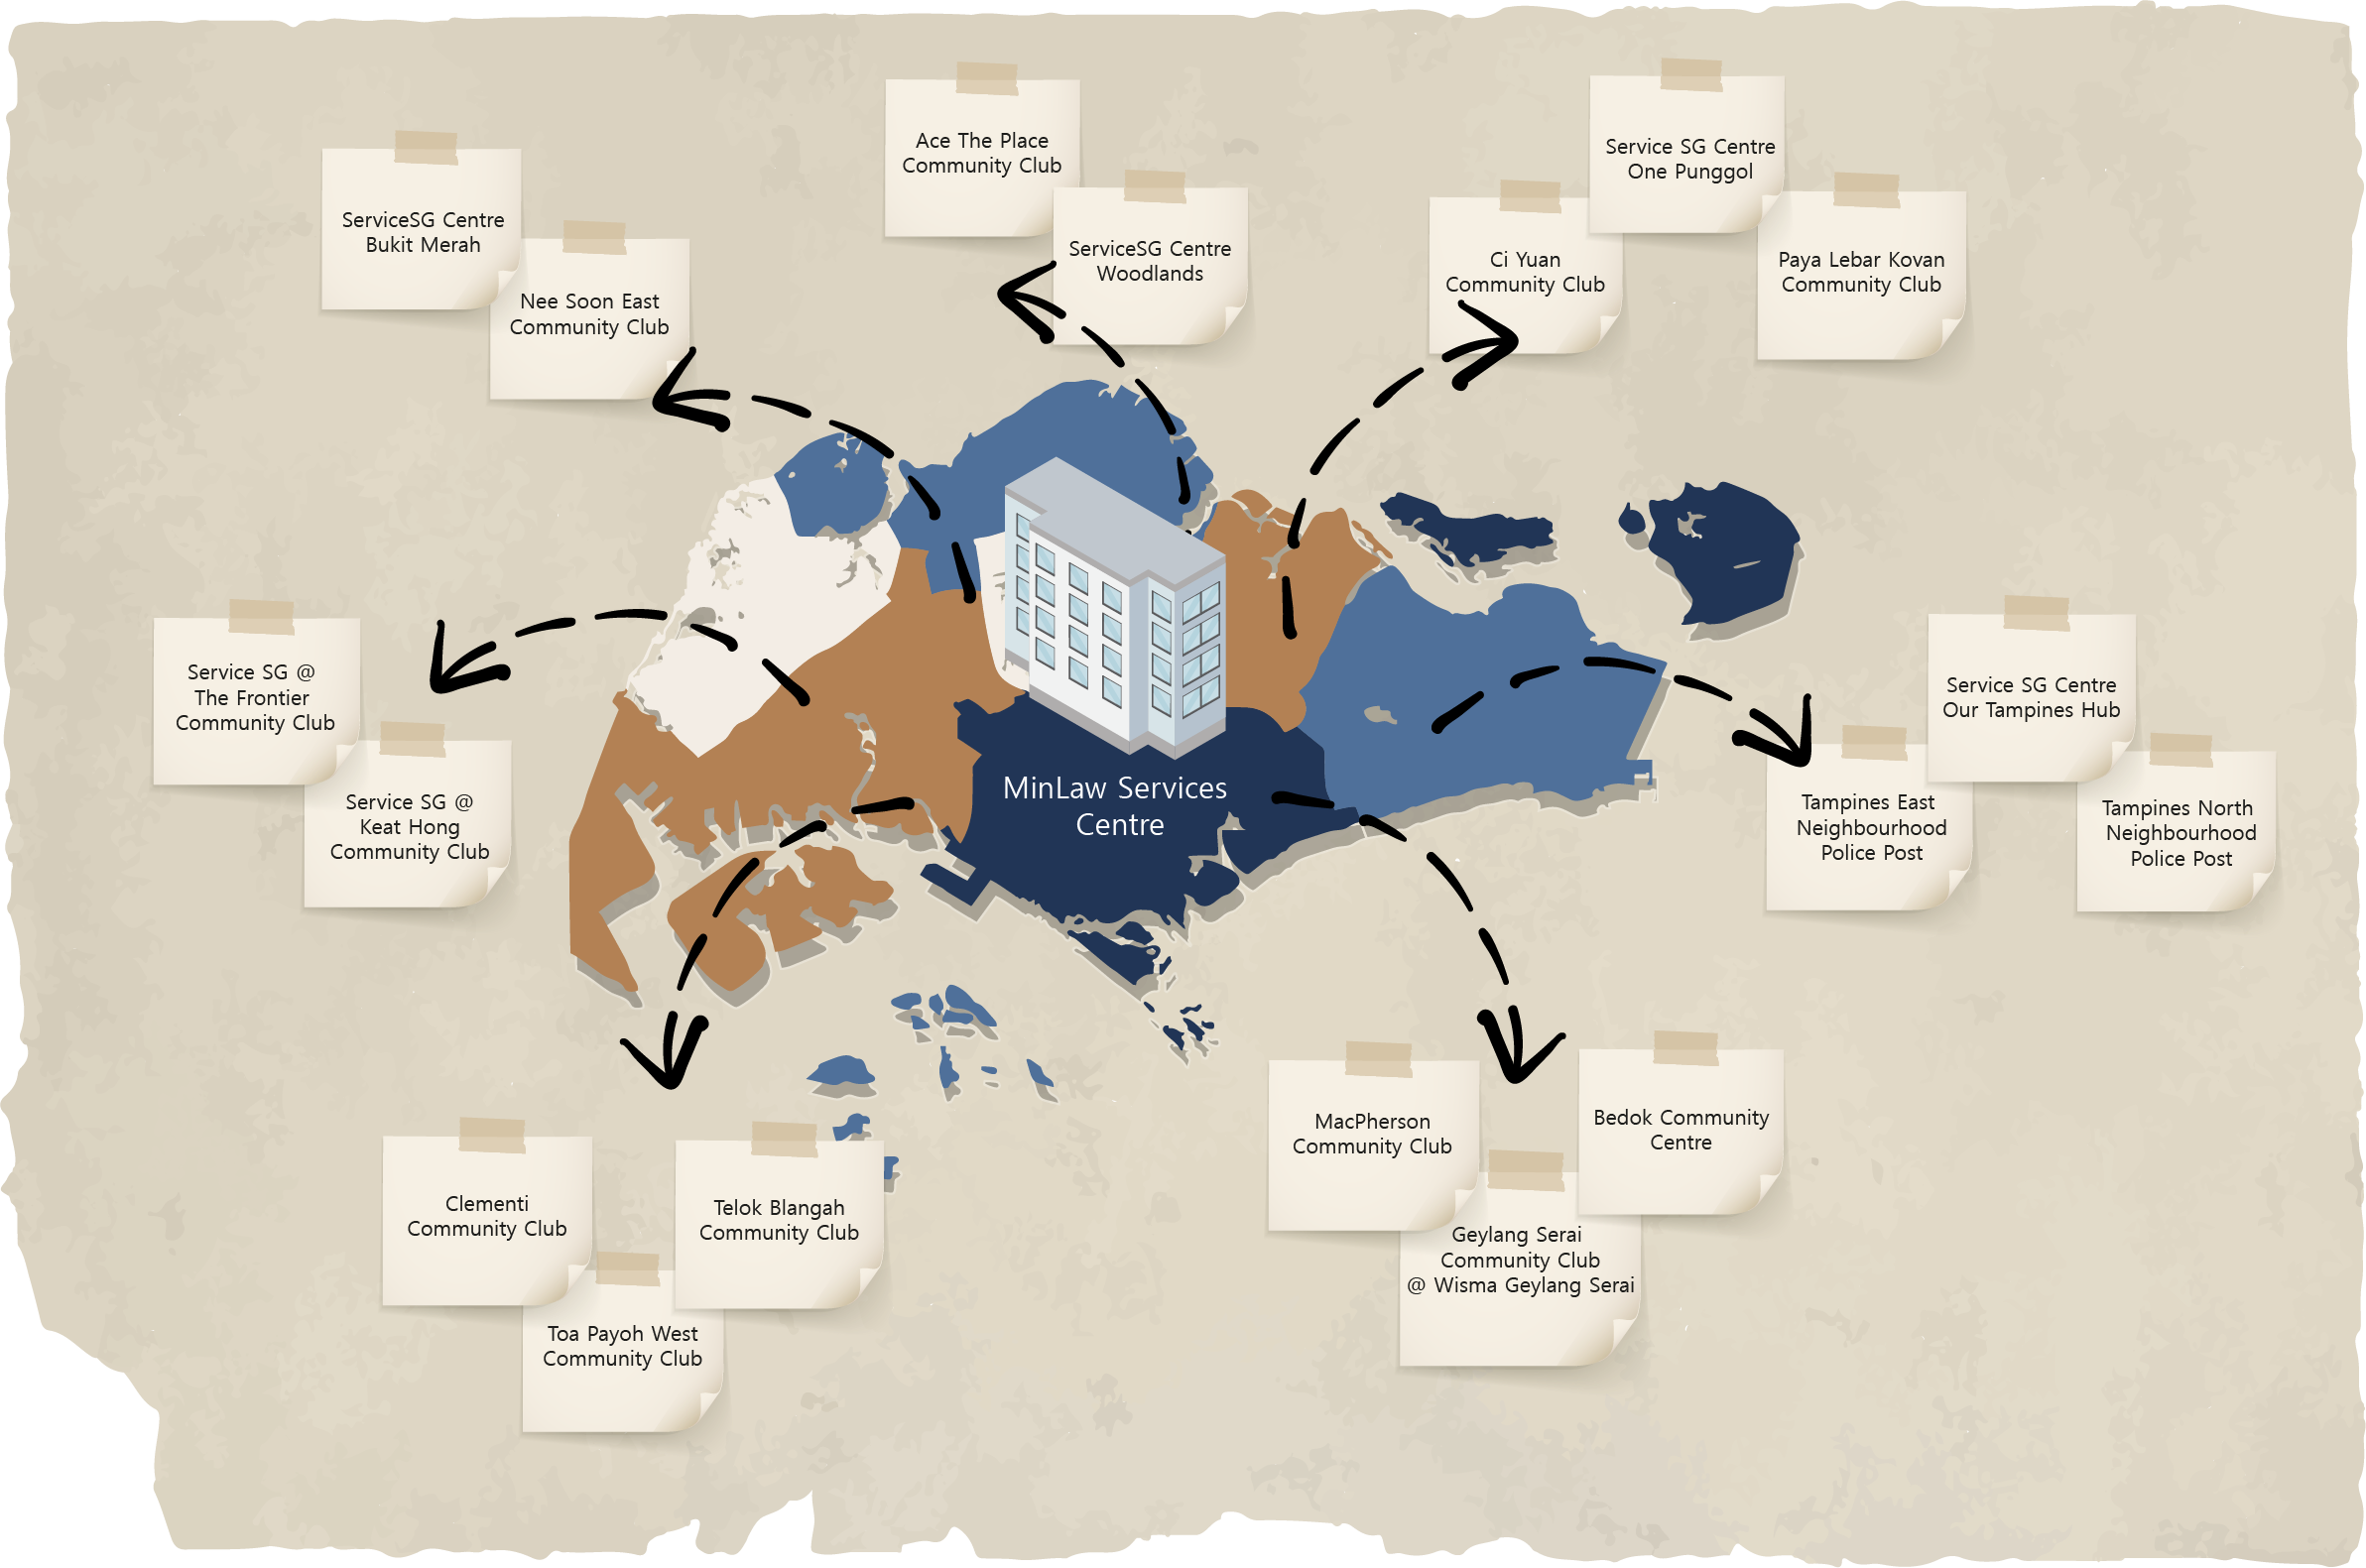 Ace The Place
Community Club
Service SG Centre
One Punggol
ServiceSG Centre
Bukit Merah
Nee Soon East
Community Club
ServiceSG Centre
Woodlands
Ci Yuan
Community Club
Paya Lebar Kovan
Community Club
Service SG @
The Frontier
Community Club
Service SG @
Keat Hong
Community Club
MinLaw Services
Centre
Service SG Centre
Our Tampines Hub
Tampines East
Neighbourhood
Police Post
Tampines North
Neighbourhood
Police Post
Clementi
Community Club
Telok Blangah
Community Club
Toa Payoh West
Community Club
MacPherson
Community Club
Bedok Community
Centre
Geylang Serai
Community Club
@ Wisma Geylang Serai